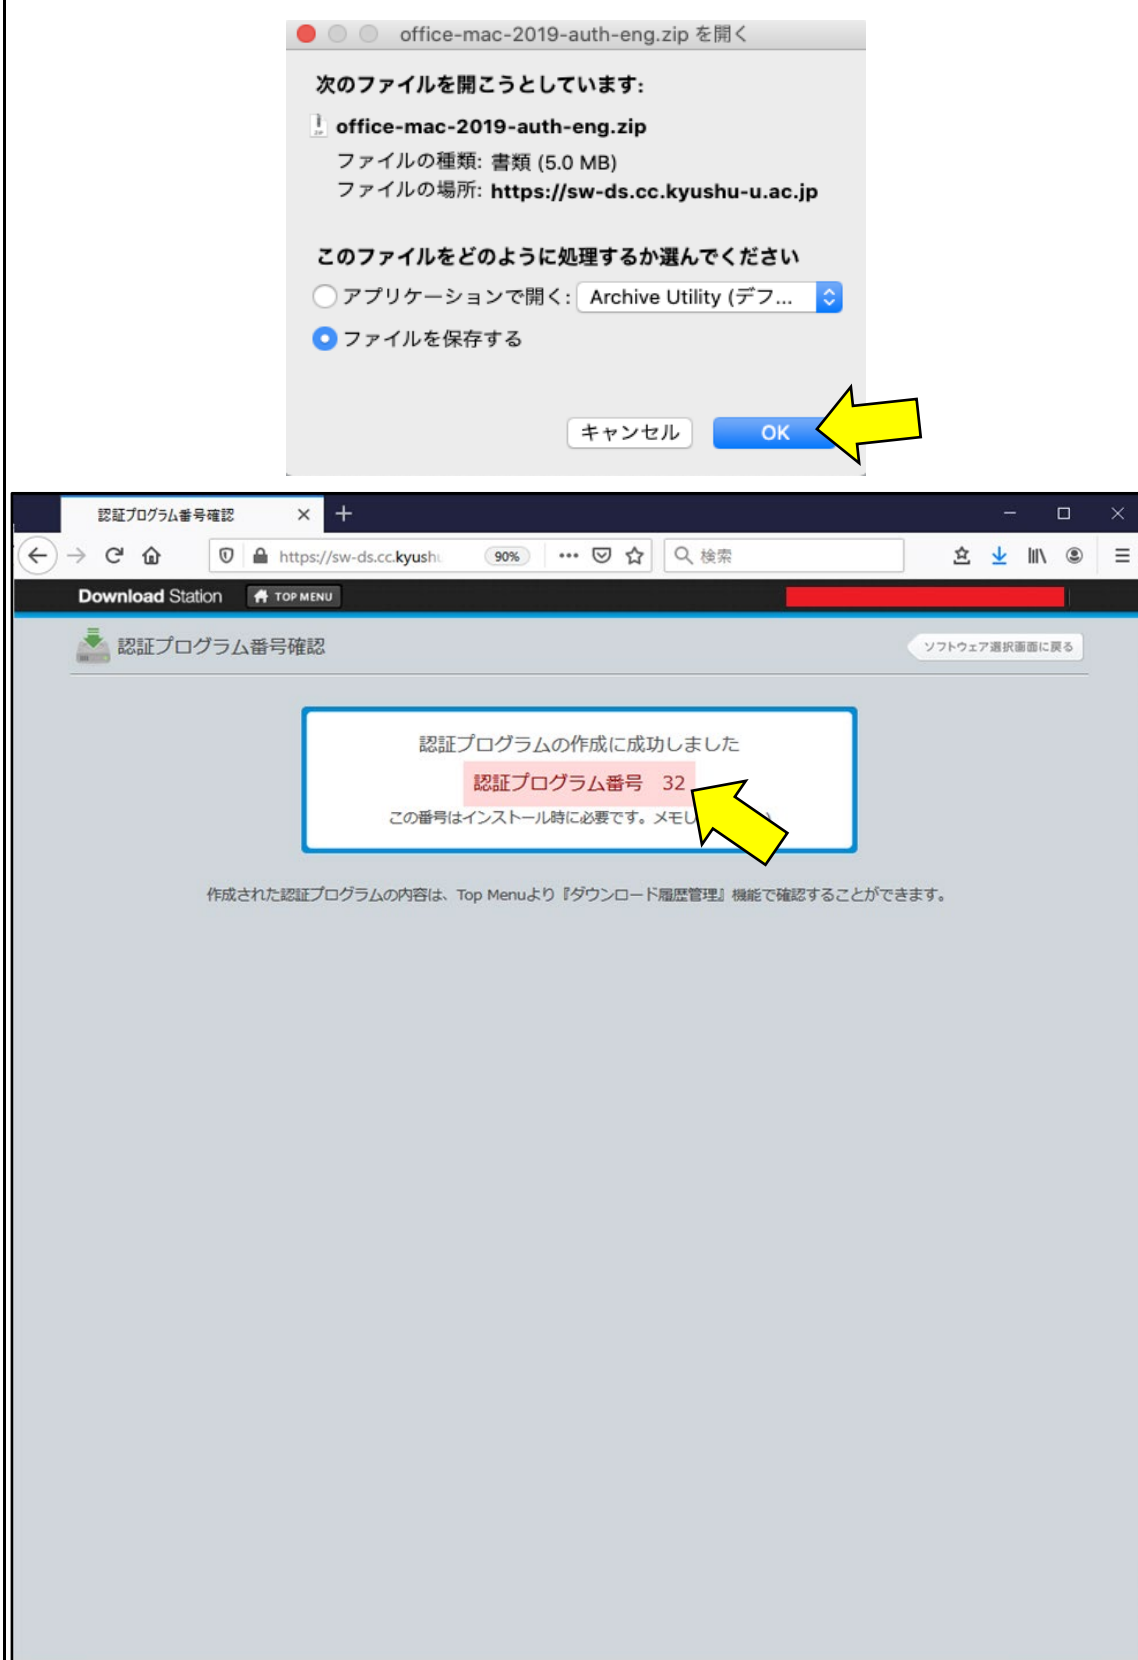 office-mac-2019-auth-eng.zip を開く
次のファイルを開こうとしています:
office-mac-2019-auth-eng.zip
ファイルの種類: 書類 (5.0 MB)
ファイルの場所: https://sw-ds.cc.kyushu-u.ac.jp
このファイルをどのように処理するか選んでください
アプリケーションで開く: Archive Utility (デフ...
ファイルを保存する
キャンセル OK
認証プログラム番号確認
https://sw-ds.cc.kyush 90% 検索
Download Station TOP MENU
認証プログラム番号確認 ソフトウェア選択画面に戻る
認証プログラムの作成に成功しました
認証プログラム番号 32
この番号はインストール時に必要です。メモし
作成された認証プログラムの内容は、Top Menuより『ダウンロード履歴管理』機能で確認することができます。